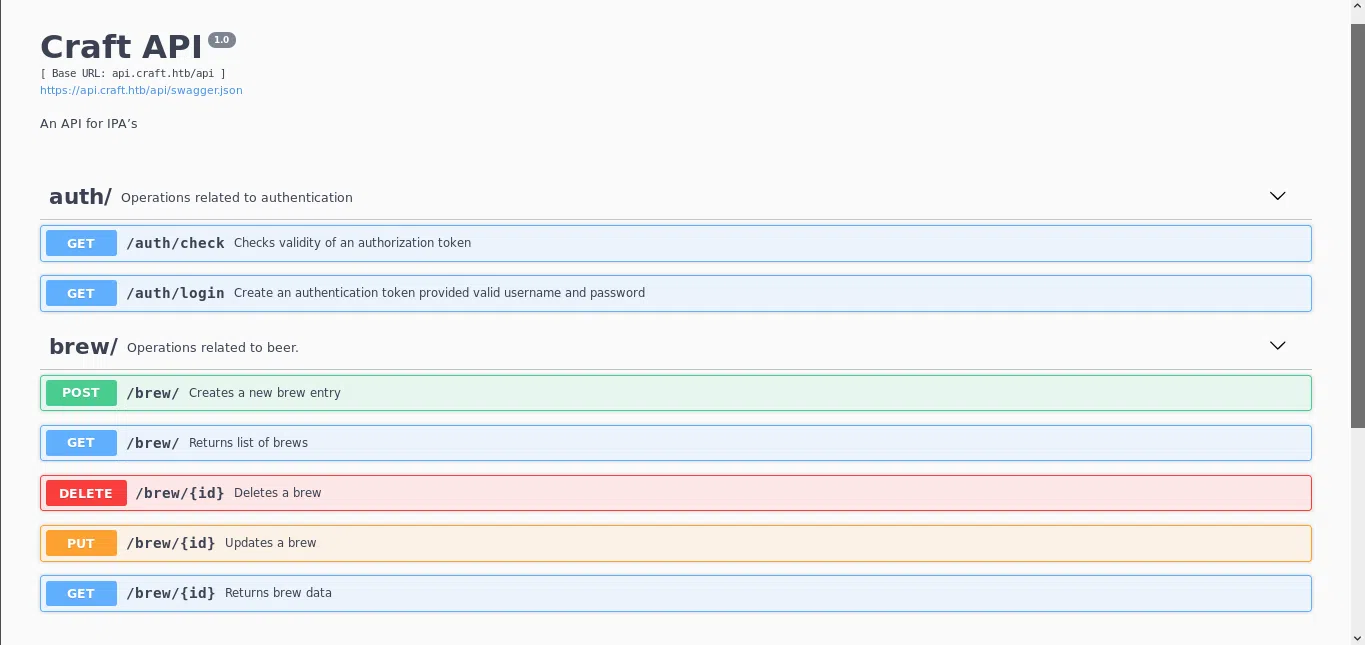 Craft API 1.0
[ Base URL: api.craft.htb/api ]
https://api.craft.htb/api/swagger.json
An API for IPA’s
auth/ Operations related to authentication
GET /auth/check Checks validity of an authorization token
GET /auth/login Create an authentication token provided valid username and password
brew/ Operations related to beer.
POST /brew/ Creates a new brew entry
GET /brew/ Returns list of brews
DELETE /brew/{id} Deletes a brew
PUT /brew/{id} Updates a brew
GET /brew/{id} Returns brew data